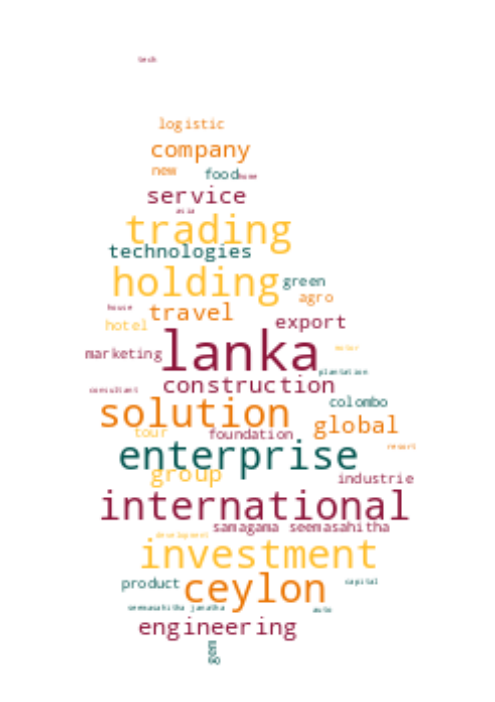 tech
logistic
company
new
food home
service
asia
trading
technologies
holding green
agro
house
travel
hotel export
lanka
marketing motor
plantation
consultant construction
colombo
solution global
tour foundation
resort
enterprise
group industrie
international
samagama seemasahitha
development
investment
product ceylon capital
seemasahitha janatha auto
engineering